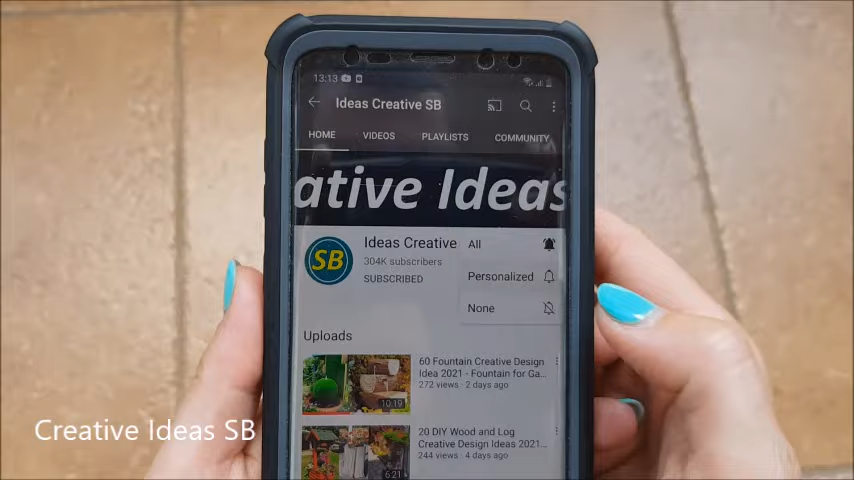 13:13
Ideas Creative SB
HOME VIDEOS PLAYLISTS COMMUNITY
ative Ideas
SB
Ideas Creative
304K subscribers
SUBSCRIBED
All
Personalized
None
Uploads
60 Fountain Creative Design
Idea 2021 - Fountain for Ga...
272 views · 2 days ago
10:19
20 DIY Wood and Log
Creative Design Ideas 2021...
244 views · 4 days ago
6:21
Creative Ideas SB